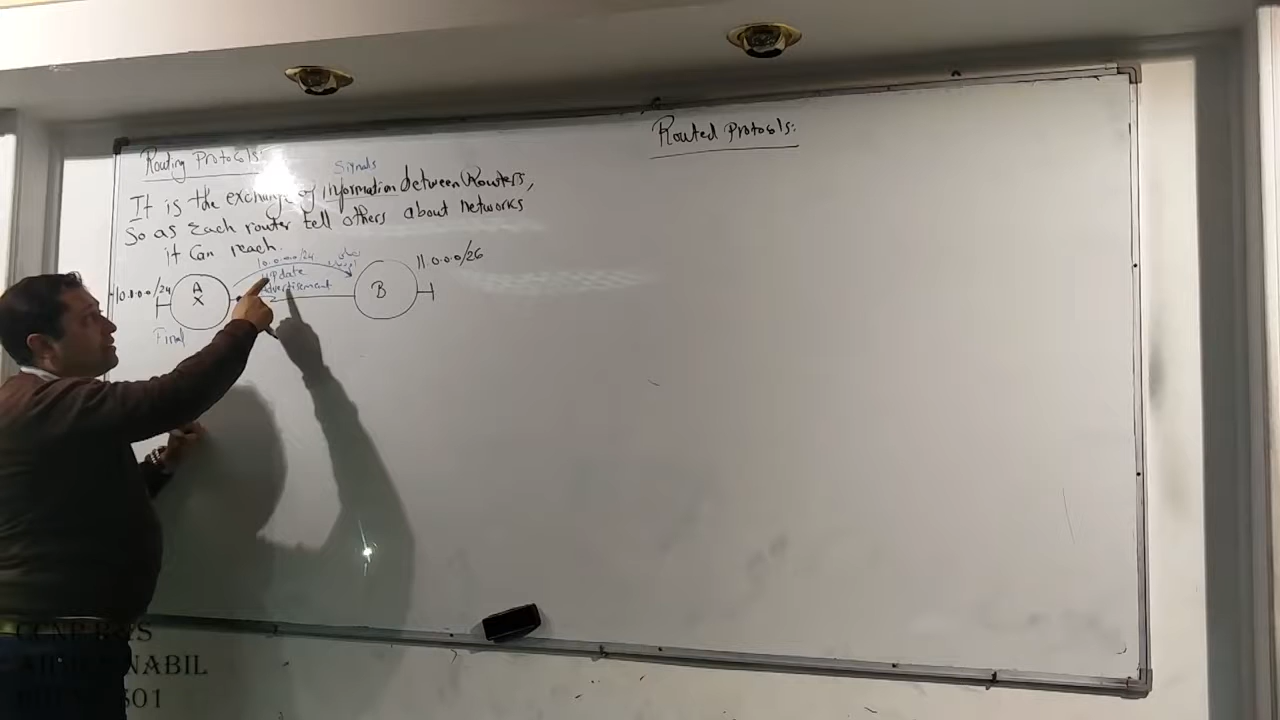 Routing Protocols:
Signals
It is the exchange of information between Routers,
So as Each router tell others about networks
it Can reach.
10.0.0.0/24
update
advertisement
10.0.0.0/24
A
X
Final
B
11.0.0.0/26
Routed Protocols:
CCNP R&S
NABIL